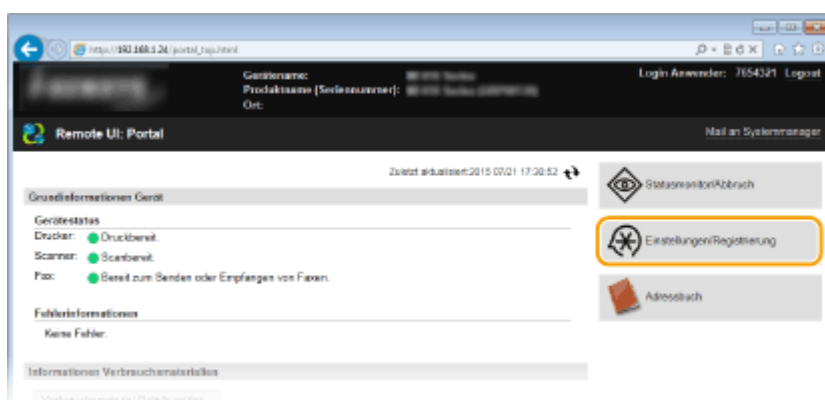 http://192.168.1.24/portal_top.html
Gerätename:
Produktname (Seriennummer):
Ort:
Login Anwender: 7654321 Logout
Remote UI: Portal
Mail an Systemmanager
Zuletzt aktualisiert:2015 07/21 17:30:52
Grundinformationen Gerät
Gerätestatus
Drucker: Druckbereit.
Scanner: Scanbereit.
Fax: Bereit zum Senden oder Empfangen von Faxen.
Fehlerinformationen
Keine Fehler.
Informationen Verbrauchsmaterialien
Statusmonitor/Abbruch
Einstellungen/Registrierung
Adressbuch